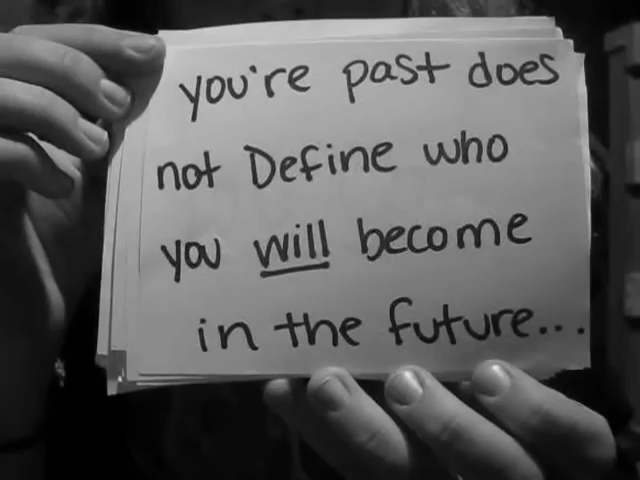 you're past does
not Define who
you will become
in the future...